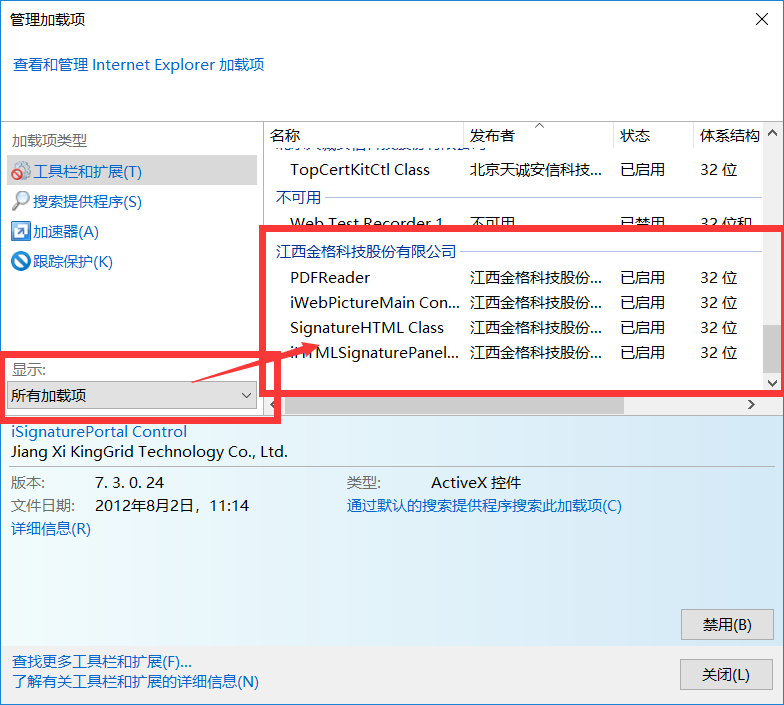 管理加载项
查看和管理 Internet Explorer 加载项
加载项类型
工具栏和扩展(T)
搜索提供程序(S)
加速器(A)
跟踪保护(K)
显示:
所有加载项
名称 发布者 状态 体系结构
TopCertKitCtl Class 北京天诚安信科技... 已启用 32 位
不可用
Web Test Recorder 1 不可用 已禁用 32 位和
江西金格科技股份有限公司
PDFReader 江西金格科技股份... 已启用 32 位
iWebPictureMain Con... 江西金格科技股份... 已启用 32 位
SignatureHTML Class 江西金格科技股份... 已启用 32 位
iHTMLSignaturePanel... 江西金格科技股份... 已启用 32 位
iSignaturePortal Control
Jiang Xi KingGrid Technology Co., Ltd.
版本: 7. 3. 0. 24 类型: ActiveX 控件
文件日期: 2012年8月2日，11:14 通过默认的搜索提供程序搜索此加载项(C)
详细信息(R)
禁用(B)
查找更多工具栏和扩展(F)...
了解有关工具栏和扩展的详细信息(N)
关闭(L)